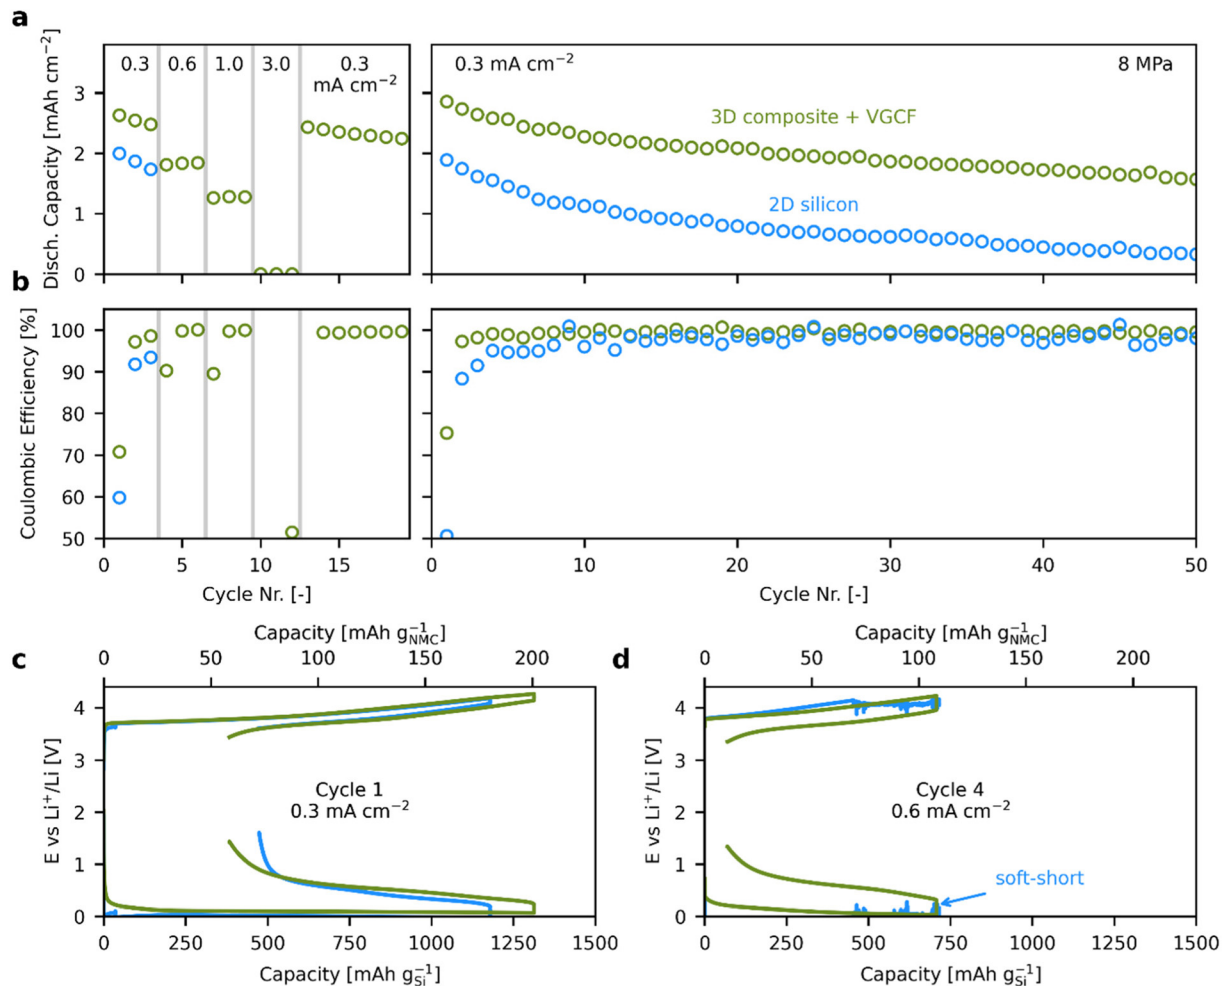 a
0.3 0.6 1.0 3.0 0.3
mA cm⁻²
0.3 mA cm⁻² 8 MPa
3D composite + VGCF
2D silicon
Disch. Capacity [mAh cm⁻²]
3
2
1
0
b
Coulombic Efficiency [%]
100
90
80
70
60
50
0 5 10 15
0 10 20 30 40 50
Cycle Nr. [-] Cycle Nr. [-]
Capacity [mAh g⁻¹NMC] Capacity [mAh g⁻¹NMC]
c d
0 50 100 150 200
0 50 100 150 200
E vs Li⁺/Li [V]
4
3
2
1
0
Cycle 1
0.3 mA cm⁻²
0 250 500 750 1000 1250 1500
Capacity [mAh g⁻¹Si]
E vs Li⁺/Li [V]
4
3
2
1
0
Cycle 4
0.6 mA cm⁻²
soft-short
0 250 500 750 1000 1250 1500
Capacity [mAh g⁻¹Si]